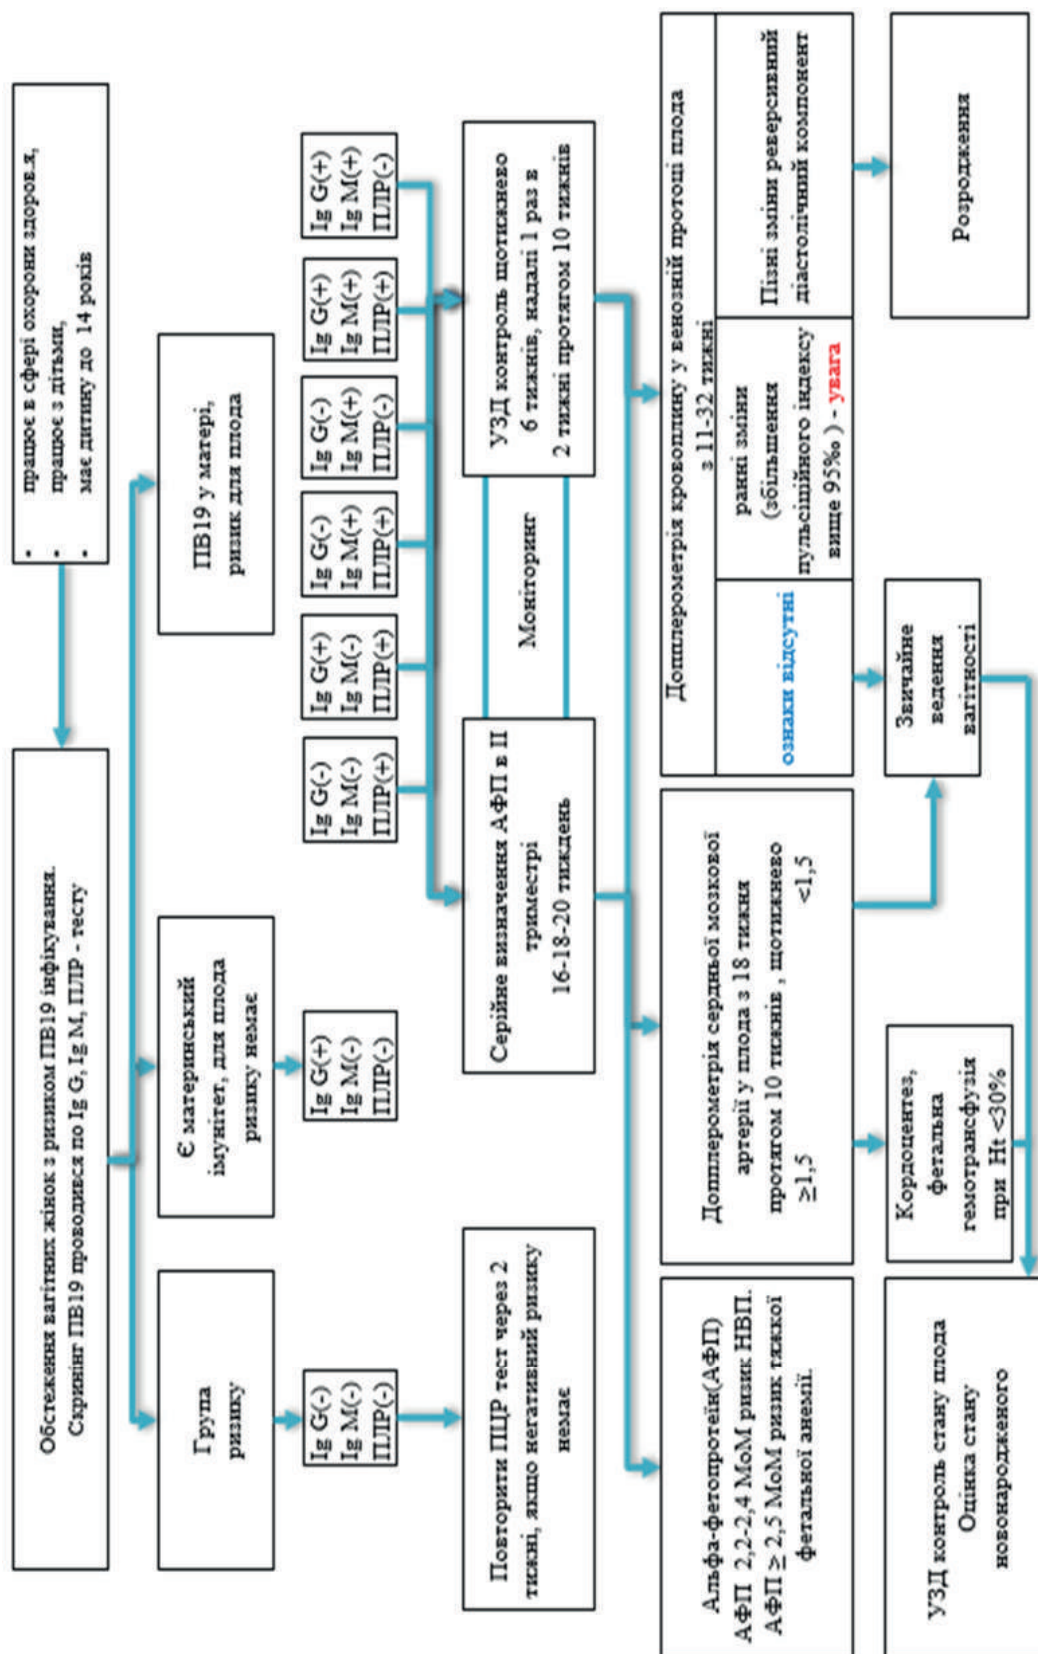 - працює в сфері охорони здоров.я,
- працює з дітьми,
- має дитину до 14 років
Обстеження вагітних жінок з ризиком ПВ19 інфікування.
Скринінг ПВ19 проводився по Ig G, Ig M, ПЛР - тесту
Група
ризику
Є материнський
імунітет, для плода
ризику немає
ПВ19 у матері,
ризик для плода
Ig G(-)
Ig M(-)
ПЛР(-)
Ig G(+)
Ig M(-)
ПЛР(-)
Ig G(-)
Ig M(-)
ПЛР(+)
Ig G(+)
Ig M(-)
ПЛР(+)
Ig G(-)
Ig M(+)
ПЛР(+)
Ig G(-)
Ig M(+)
ПЛР(-)
Ig G(+)
Ig M(+)
ПЛР(+)
Ig G(+)
Ig M(+)
ПЛР(-)
Повторити ПЦР тест через 2
тижні, якщо негативний ризику
немає
Серійне визначення АФП в ІІ
триместрі
16-18-20 тиждень
Моніторинг
УЗД контроль щотижнево
6 тижнів, надалі 1 раз в
2 тижні протягом 10 тижнів
Альфа-фетопротеїн(АФП)
АФП 2,2-2,4 МоМ ризик НВП.
АФП ≥ 2,5 МоМ ризик тяжкої
фетальної анемії.
Допплерометрія середньої мозкової
артерії у плода з 18 тижня
протягом 10 тижнів , щотижнево
≥1,5 <1,5
Допплерометрія кровоплину у венозній протоці плода
з 11-32 тижні
ознаки відсутні
ранні зміни
(збільшення
пульсіційного індексу
вище 95‰ ) - увага
Пізні зміни реверсивний
діастолічний компонент
УЗД контроль стану плода
Оцінка стану
новонародженого
Кордоцентез,
фетальна
гемотрансфузія
при Ht <30%
Звичайне
ведення
вагітності
Розродження